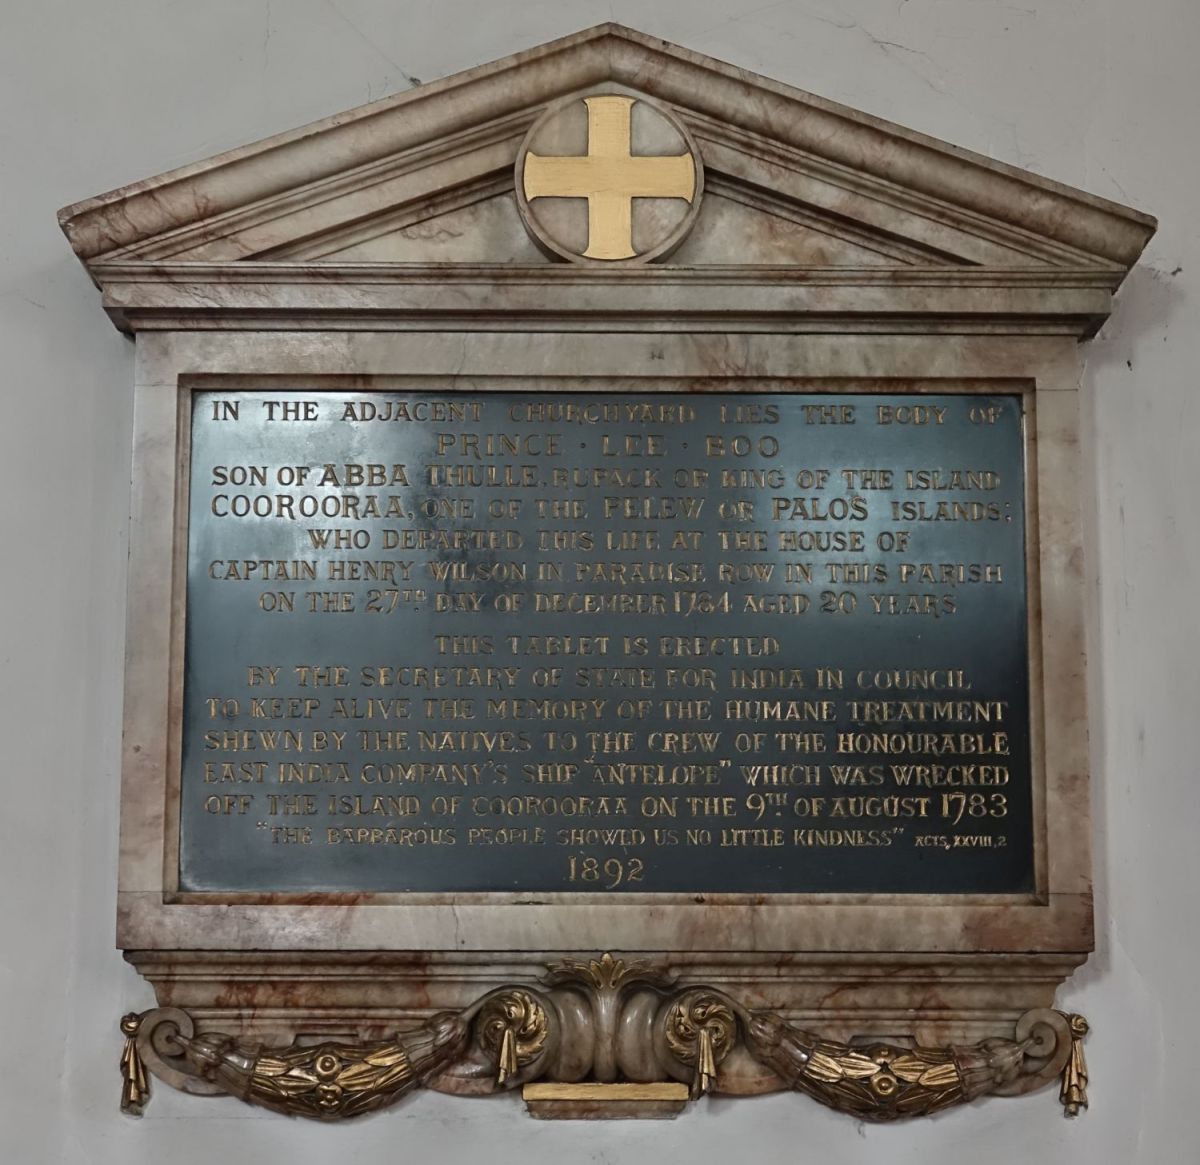 IN THE ADJACENT CHURCHYARD LIES THE BODY OF
PRINCE · LEE · BOO
SON OF ABBA THULLE, RUPACK OR KING OF THE ISLAND
COOROORAA, ONE OF THE PELEW OR PALOS ISLANDS:
WHO DEPARTED THIS LIFE AT THE HOUSE OF
CAPTAIN HENRY WILSON IN PARADISE ROW IN THIS PARISH
ON THE 27TH DAY OF DECEMBER 1784 AGED 20 YEARS
THIS TABLET IS ERECTED
BY THE SECRETARY OF STATE FOR INDIA IN COUNCIL
TO KEEP ALIVE THE MEMORY OF THE HUMANE TREATMENT
SHEWN BY THE NATIVES TO THE CREW OF THE HONOURABLE
EAST INDIA COMPANY'S SHIP "ANTELOPE" WHICH WAS WRECKED
OFF THE ISLAND OF COOROORAA ON THE 9TH OF AUGUST 1783
"THE BARBAROUS PEOPLE SHOWED US NO LITTLE KINDNESS" ACTS, XXVIII, 2
1892